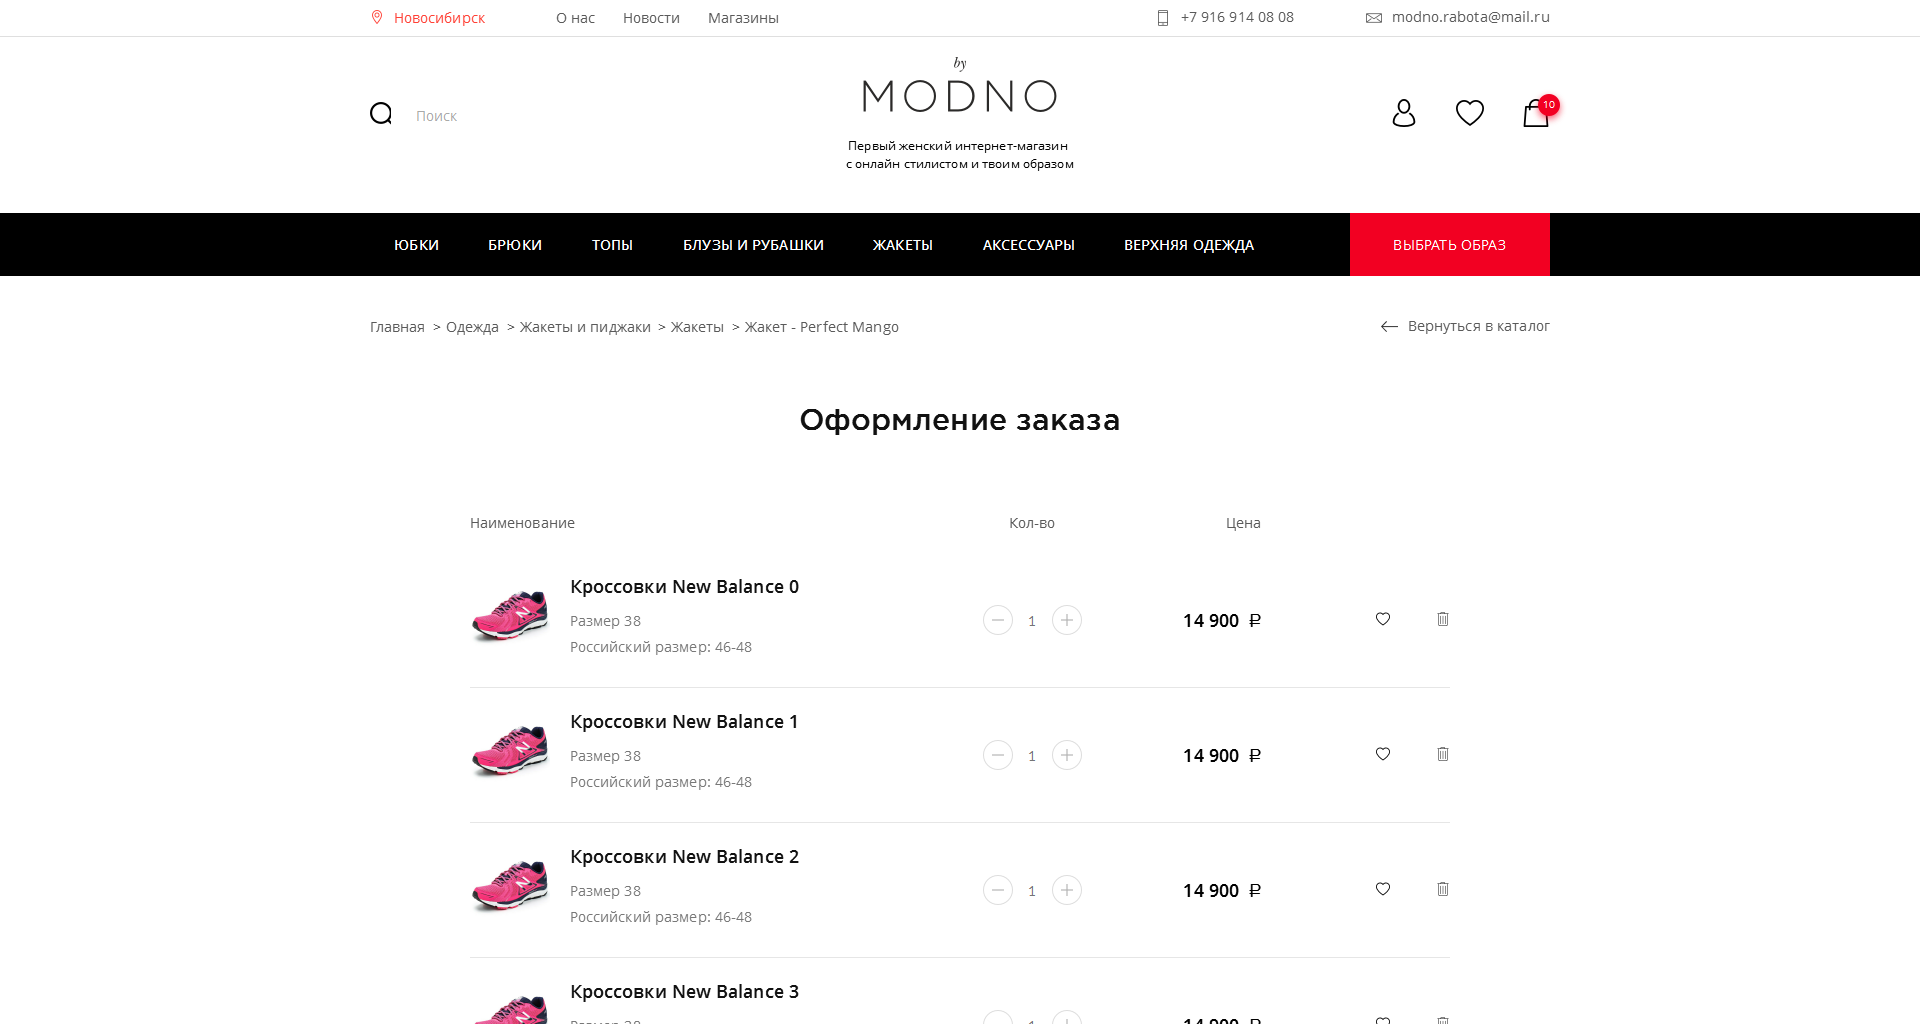 Новосибирск О нас Новости Магазины +7 916 914 08 08 modno.rabota@mail.ru
by
MODNO
Поиск
10
Первый женский интернет-магазин
с онлайн стилистом и твоим образом
ЮБКИ БРЮКИ ТОПЫ БЛУЗЫ И РУБАШКИ ЖАКЕТЫ АКСЕССУАРЫ ВЕРХНЯЯ ОДЕЖДА ВЫБРАТЬ ОБРАЗ
Главная > Одежда > Жакеты и пиджаки > Жакеты > Жакет - Perfect Mango Вернуться в каталог
Оформление заказа
Наименование Кол-во Цена
Кроссовки New Balance 0
Размер 38 1 14 900 ₽
Российский размер: 46-48
Кроссовки New Balance 1
Размер 38 1 14 900 ₽
Российский размер: 46-48
Кроссовки New Balance 2
Размер 38 1 14 900 ₽
Российский размер: 46-48
Кроссовки New Balance 3
Размер 38 1 14 900 ₽